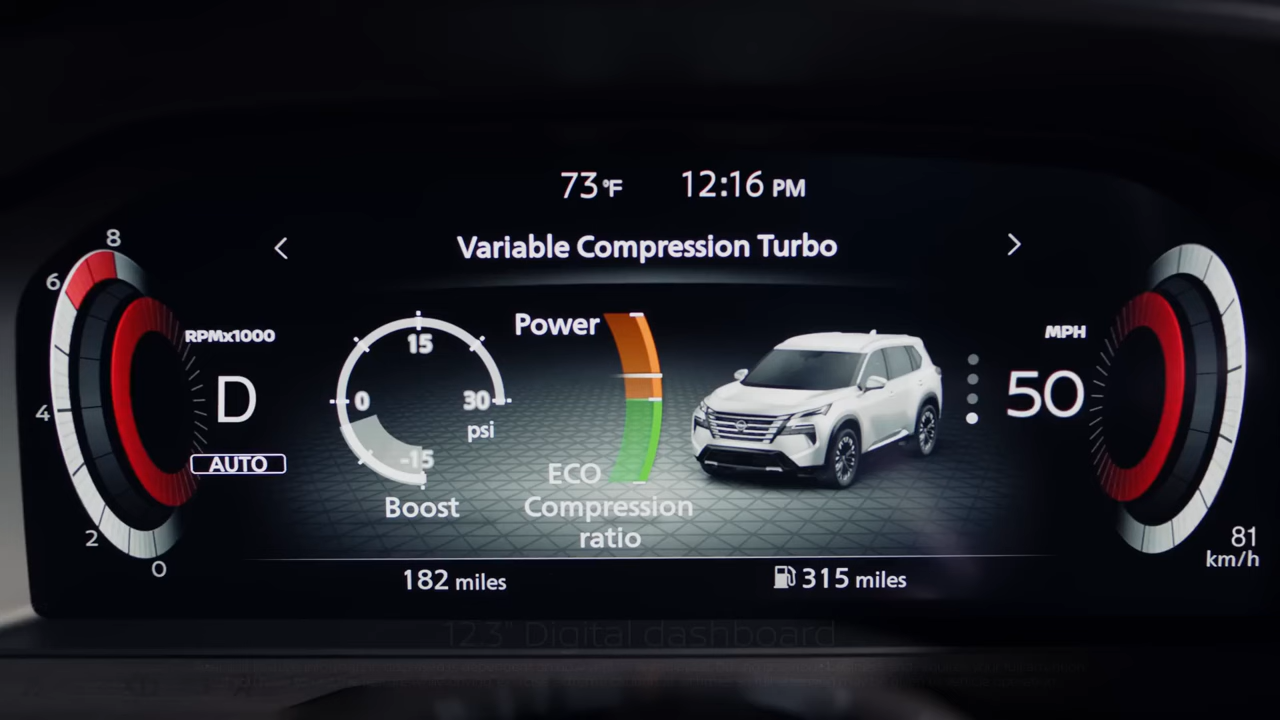 73°F 12:16 PM
Variable Compression Turbo
8
6
4
2
0
RPMx1000
D
AUTO
15
0
30
psi
-15
Boost
Power
ECO
Compression
ratio
MPH
50
81
km/h
182 miles
315 miles
12.3" Digital dashboard